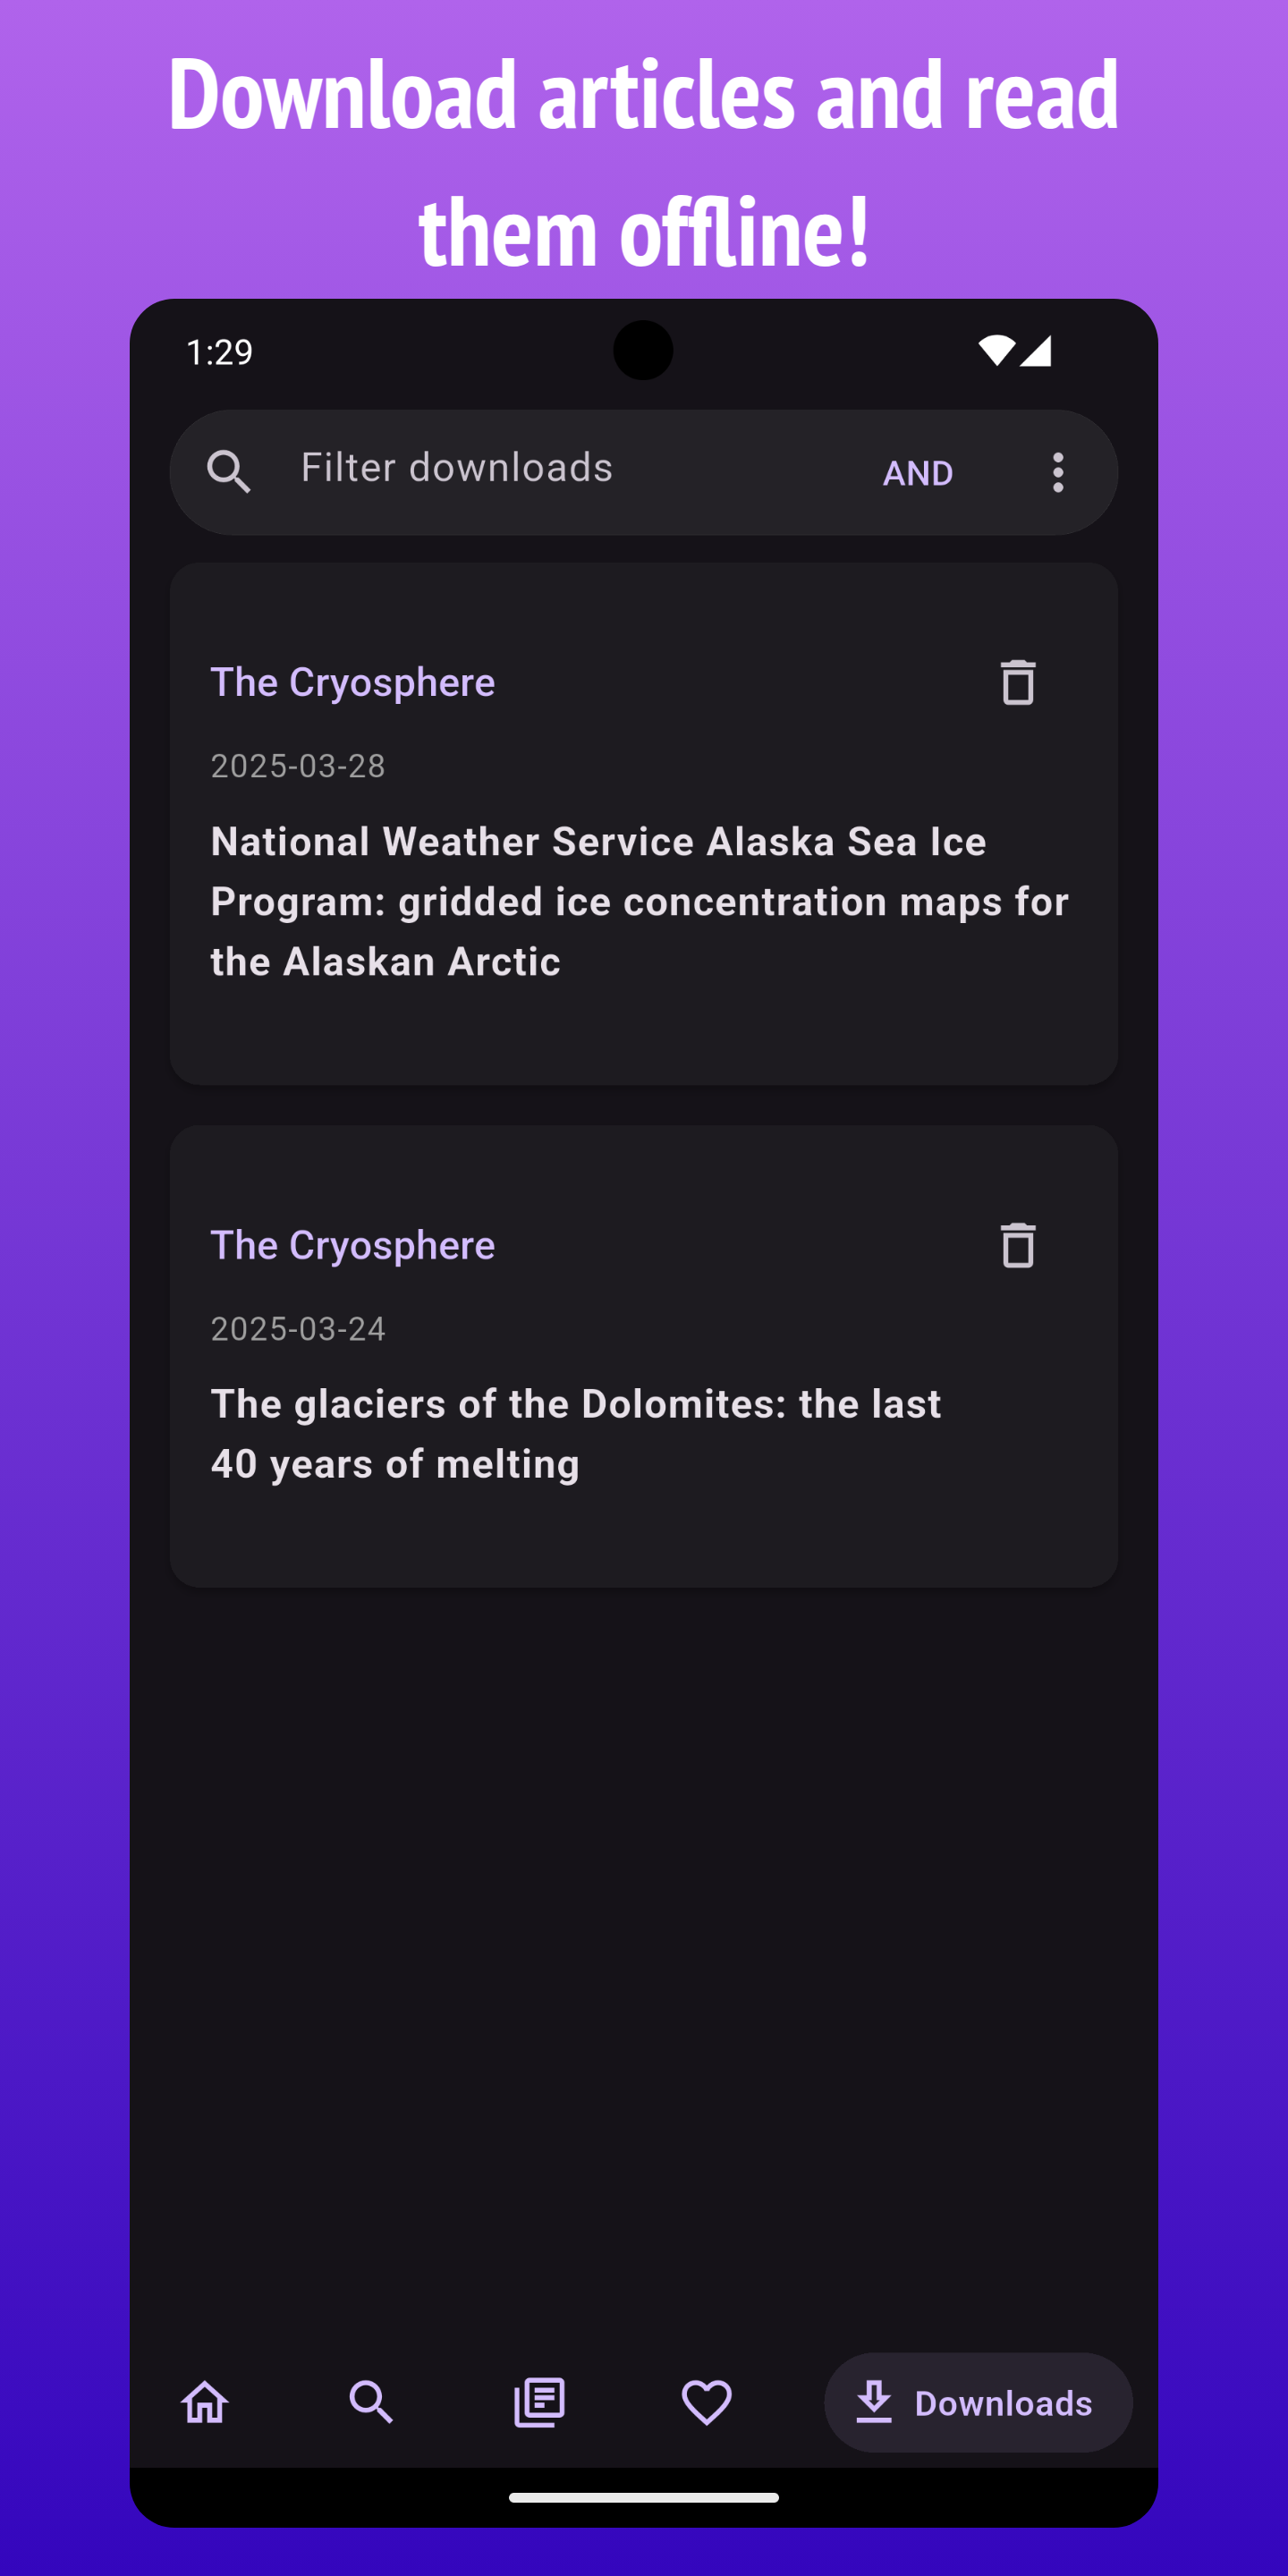 Download articles and read
them offline!
1:29
Filter downloads AND
The Cryosphere
2025-03-28
National Weather Service Alaska Sea Ice
Program: gridded ice concentration maps for
the Alaskan Arctic
The Cryosphere
2025-03-24
The glaciers of the Dolomites: the last
40 years of melting
Downloads